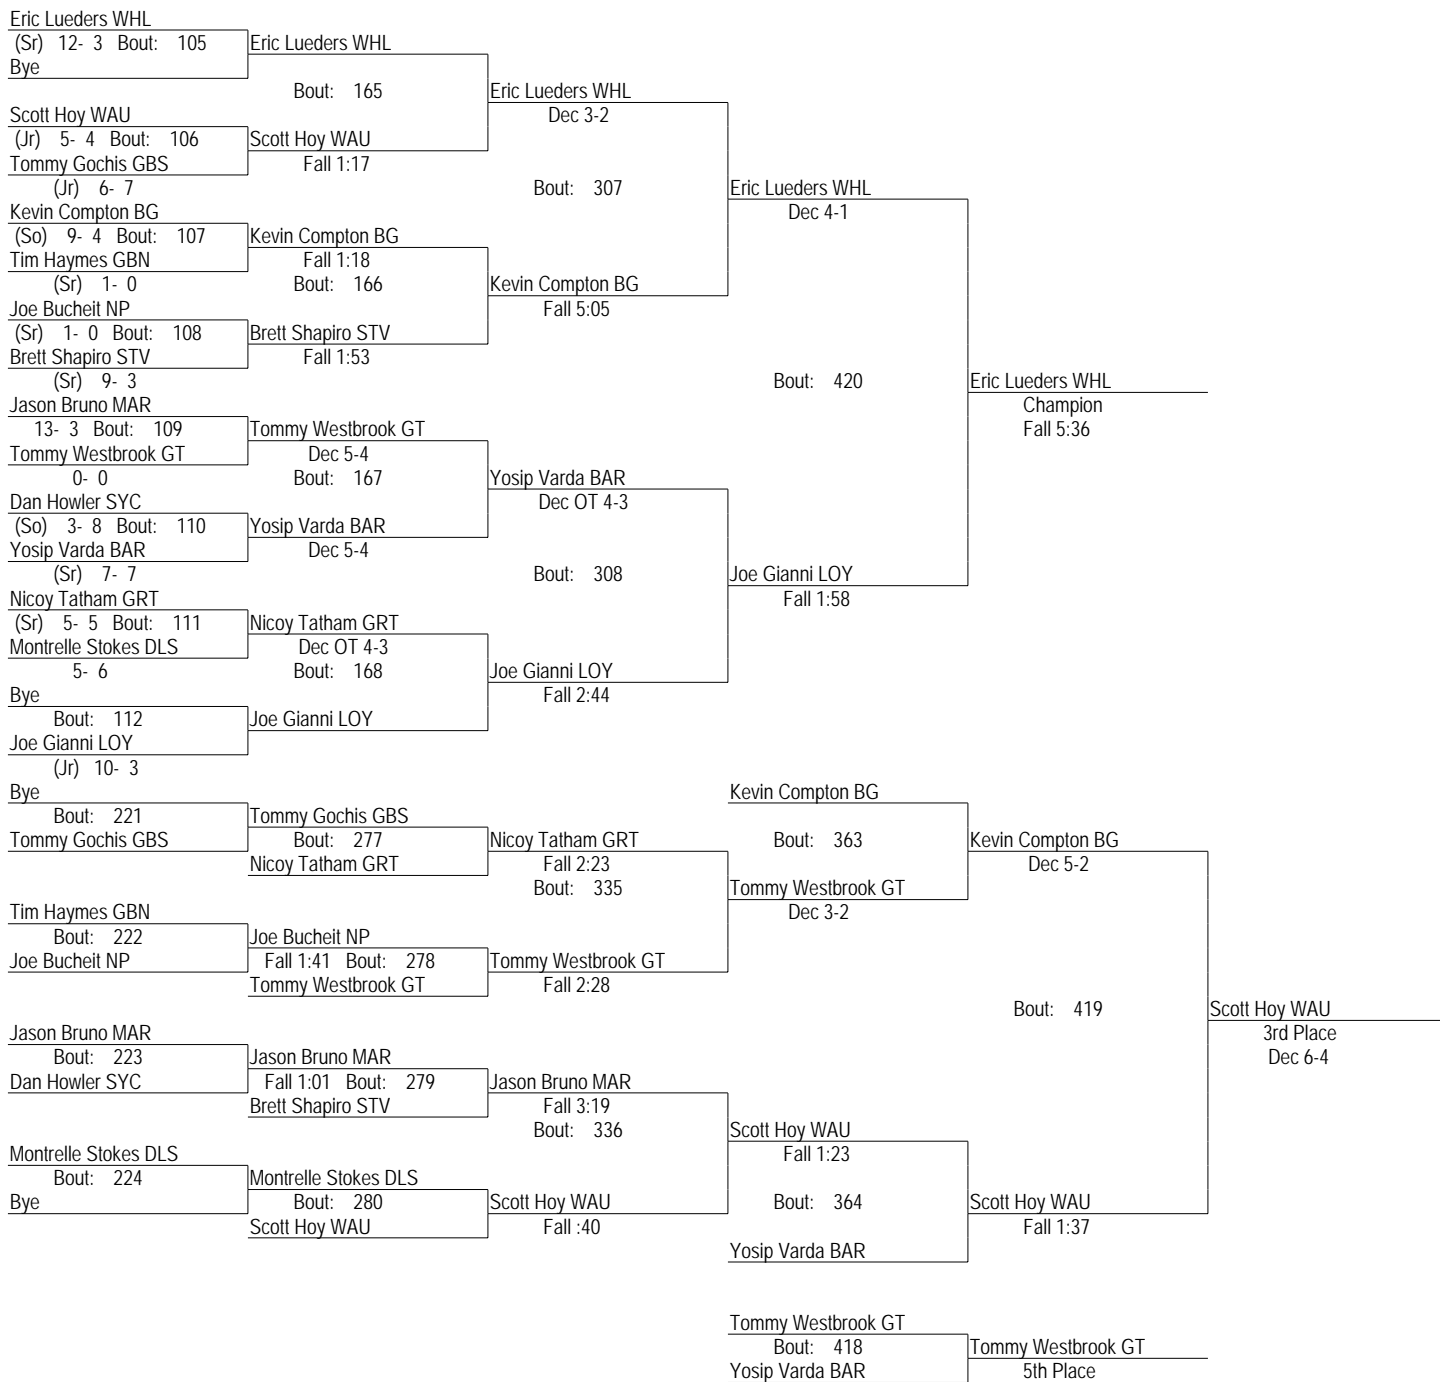 Eric Lueders WHL
(Sr) 12- 3 Bout: 105
Eric Lueders WHL
Bye
Bout: 165
Eric Lueders WHL
Dec 3-2
Scott Hoy WAU
(Jr) 5- 4 Bout: 106
Scott Hoy WAU
Tommy Gochis GBS
Fall 1:17
(Jr) 6- 7
Bout: 307
Eric Lueders WHL
Dec 4-1
Kevin Compton BG
(So) 9- 4 Bout: 107
Kevin Compton BG
Tim Haymes GBN
Fall 1:18
(Sr) 1- 0
Bout: 166
Kevin Compton BG
Fall 5:05
Joe Bucheit NP
(Sr) 1- 0 Bout: 108
Brett Shapiro STV
Brett Shapiro STV
Fall 1:53
(Sr) 9- 3
Bout: 420
Eric Lueders WHL
Champion
Fall 5:36
Jason Bruno MAR
13- 3 Bout: 109
Tommy Westbrook GT
Tommy Westbrook GT
Dec 5-4
0- 0
Bout: 167
Yosip Varda BAR
Dec OT 4-3
Dan Howler SYC
(So) 3- 8 Bout: 110
Yosip Varda BAR
Yosip Varda BAR
Dec 5-4
(Sr) 7- 7
Bout: 308
Joe Gianni LOY
Fall 1:58
Nicoy Tatham GRT
(Sr) 5- 5 Bout: 111
Nicoy Tatham GRT
Montrelle Stokes DLS
Dec OT 4-3
5- 6
Bout: 168
Joe Gianni LOY
Fall 2:44
Bye
Bout: 112
Joe Gianni LOY
Joe Gianni LOY
(Jr) 10- 3
Bye
Kevin Compton BG
Bout: 221
Tommy Gochis GBS
Tommy Gochis GBS
Bout: 277
Nicoy Tatham GRT
Bout: 363
Kevin Compton BG
Nicoy Tatham GRT
Fall 2:23
Dec 5-2
Bout: 335
Tommy Westbrook GT
Dec 3-2
Tim Haymes GBN
Bout: 222
Joe Bucheit NP
Joe Bucheit NP
Fall 1:41 Bout: 278
Tommy Westbrook GT
Tommy Westbrook GT
Fall 2:28
Bout: 419
Scott Hoy WAU
3rd Place
Dec 6-4
Jason Bruno MAR
Bout: 223
Jason Bruno MAR
Dan Howler SYC
Fall 1:01 Bout: 279
Jason Bruno MAR
Brett Shapiro STV
Fall 3:19
Bout: 336
Scott Hoy WAU
Fall 1:23
Montrelle Stokes DLS
Bout: 224
Montrelle Stokes DLS
Bye
Bout: 280
Scott Hoy WAU
Bout: 364
Scott Hoy WAU
Scott Hoy WAU
Fall :40
Fall 1:37
Yosip Varda BAR
Tommy Westbrook GT
Bout: 418
Tommy Westbrook GT
Yosip Varda BAR
5th Place